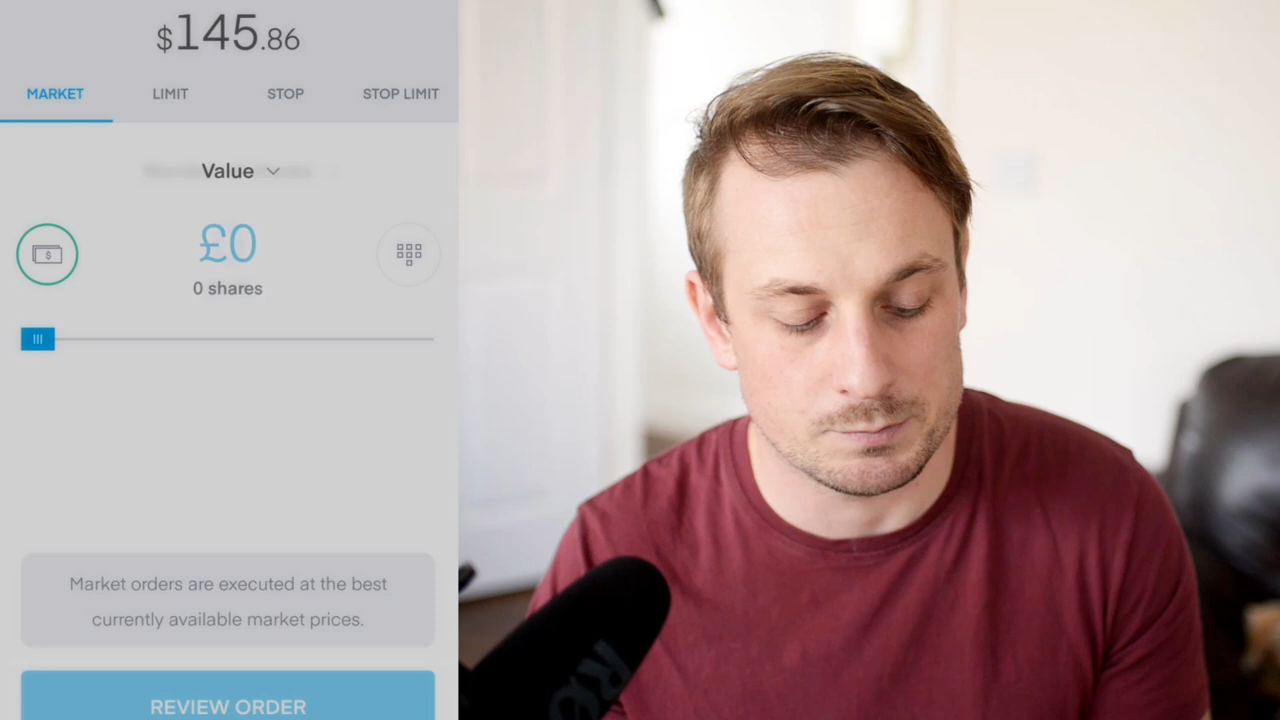 $145.86
MARKET LIMIT STOP STOP LIMIT
Value
£0
0 shares
Market orders are executed at the best
currently available market prices.
REVIEW ORDER